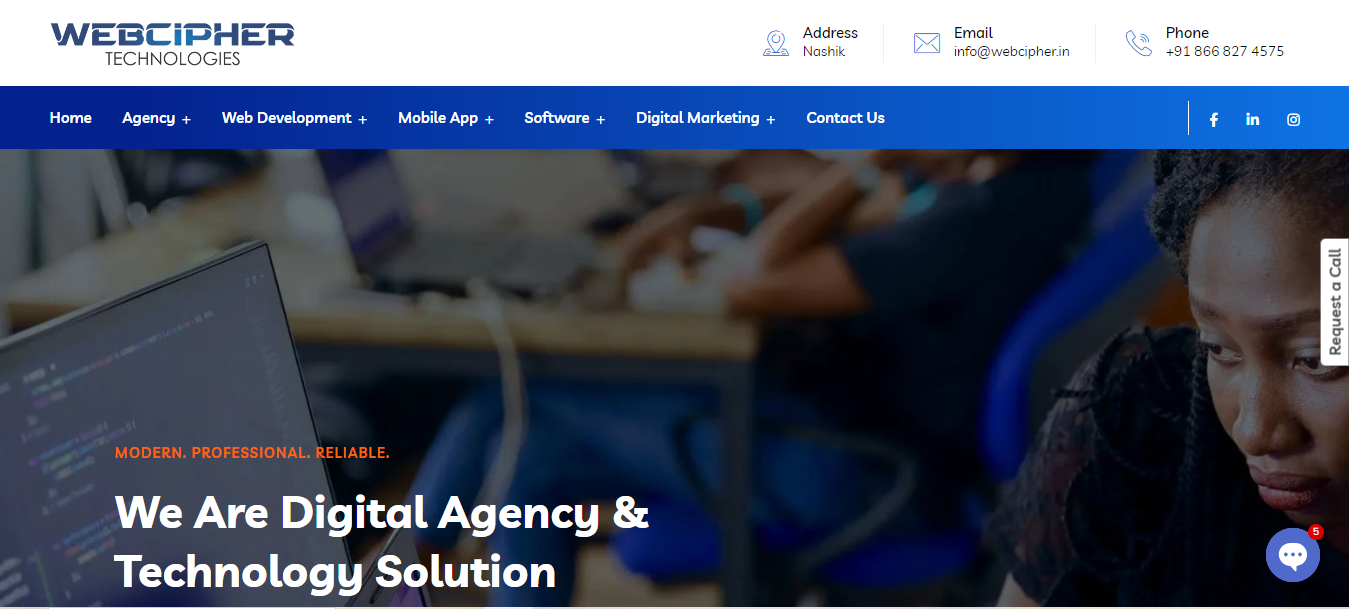 WEBCIPHER
TECHNOLOGIES
Address
Nashik
Email
info@webcipher.in
Phone
+91 866 827 4575
Home
Agency +
Web Development +
Mobile App +
Software +
Digital Marketing +
Contact Us
Request a Call
MODERN. PROFESSIONAL. RELIABLE.
We Are Digital Agency &
Technology Solution
5